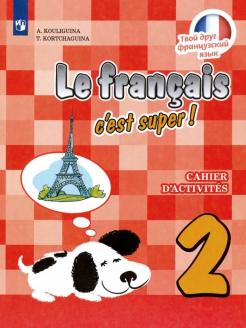 A. KOULIGUINA
T. KORTCHAGUINA
Твой друг
французский
язык
Le français
c'est super!
CAHIER
D'ACTIVITÉS
2